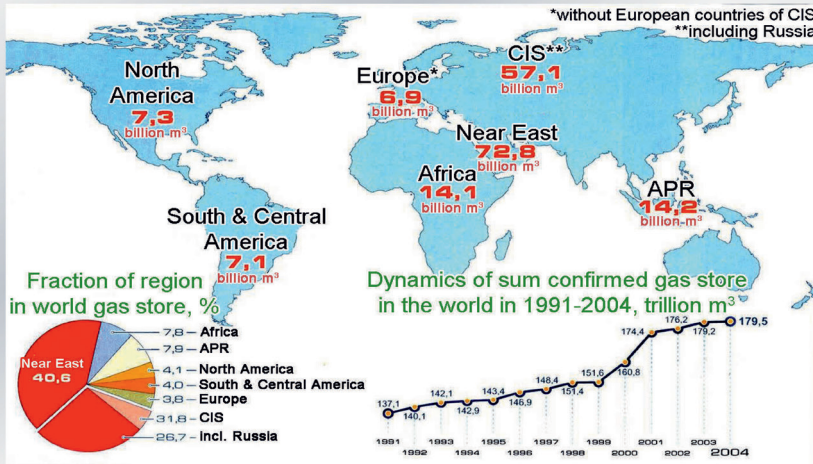 *without European countries of CIS
**including Russia
North
America
7,3
billion m³
Europe*
6,9
billion m³
CIS**
57,1
billion m³
Near East
72,8
billion m³
Africa
14,1
billion m³
APR
14,2
billion m³
South & Central
America
7,1
billion m³
Fraction of region
in world gas store, %
Near East
40,6
7,8 Africa
7,9 APR
4,1 North America
4,0 South & Central America
3,8 Europe
31,8 CIS
26,7 incl. Russia
Dynamics of sum confirmed gas store
in the world in 1991-2004, trillion m³
137,1
140,1
142,1
142,9
143,4
146,9
148,4
151,4
151,6
160,8
174,4
176,2
179,2
179,5
1991
1992
1993
1994
1995
1996
1997
1998
1999
2000
2001
2002
2003
2004